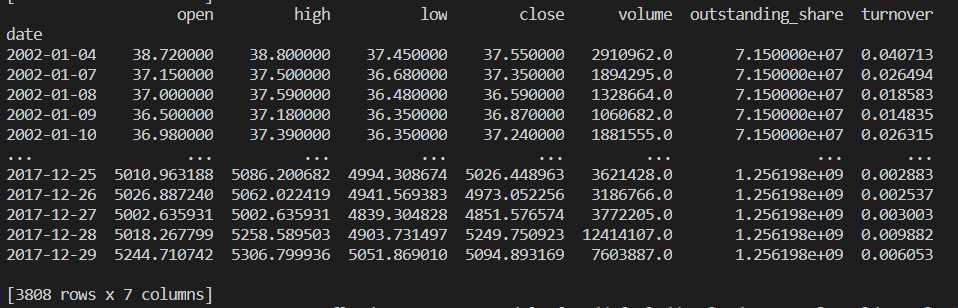 open high low close volume outstanding_share turnover
date
2002-01-04 38.720000 38.800000 37.450000 37.550000 2910962.0 7.150000e+07 0.040713
2002-01-07 37.150000 37.500000 36.680000 37.350000 1894295.0 7.150000e+07 0.026494
2002-01-08 37.000000 37.590000 36.480000 36.590000 1328664.0 7.150000e+07 0.018583
2002-01-09 36.500000 37.180000 36.350000 36.870000 1060682.0 7.150000e+07 0.014835
2002-01-10 36.980000 37.390000 36.350000 37.240000 1881555.0 7.150000e+07 0.026315
... ... ... ... ... ... ... ...
2017-12-25 5010.963188 5086.200682 4994.308674 5026.448963 3621428.0 1.256198e+09 0.002883
2017-12-26 5026.887240 5062.022419 4941.569383 4973.052256 3186766.0 1.256198e+09 0.002537
2017-12-27 5002.635931 5002.635931 4839.304828 4851.576574 3772205.0 1.256198e+09 0.003003
2017-12-28 5018.267799 5258.589503 4903.731497 5249.750923 12414107.0 1.256198e+09 0.009882
2017-12-29 5244.710742 5306.799936 5051.869010 5094.893169 7603887.0 1.256198e+09 0.006053
[3808 rows x 7 columns]